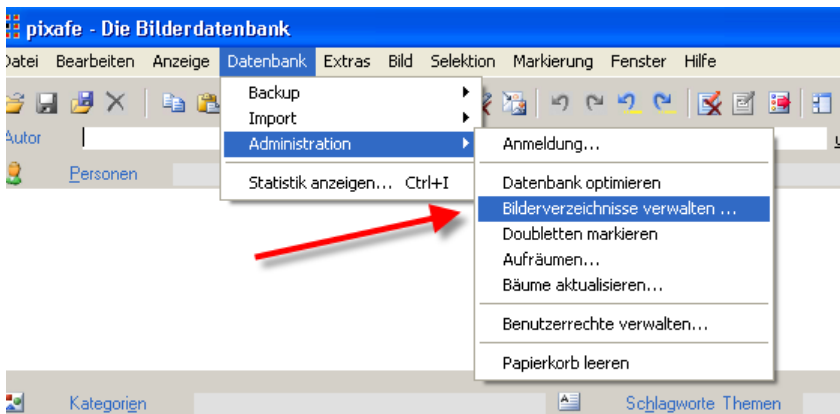 pixafe - Die Bilderdatenbank
Datei Bearbeiten Anzeige Datenbank Extras Bild Selektion Markierung Fenster Hilfe
Backup
Import
Administration
Statistik anzeigen... Ctrl+I
Anmeldung...
Datenbank optimieren
Bilderverzeichnisse verwalten ...
Doubletten markieren
Aufräumen...
Bäume aktualisieren...
Benutzerrechte verwalten...
Papierkorb leeren
Autor
Personen
Kategorien
Schlagworte Themen